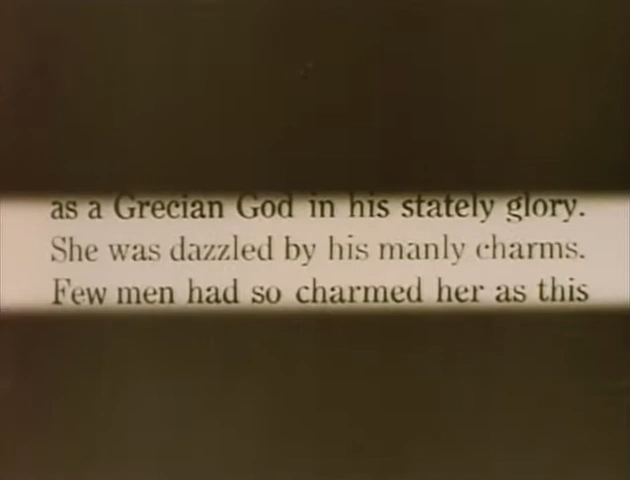 as a Grecian God in his stately glory.
She was dazzled by his manly charms.
Few men had so charmed her as this